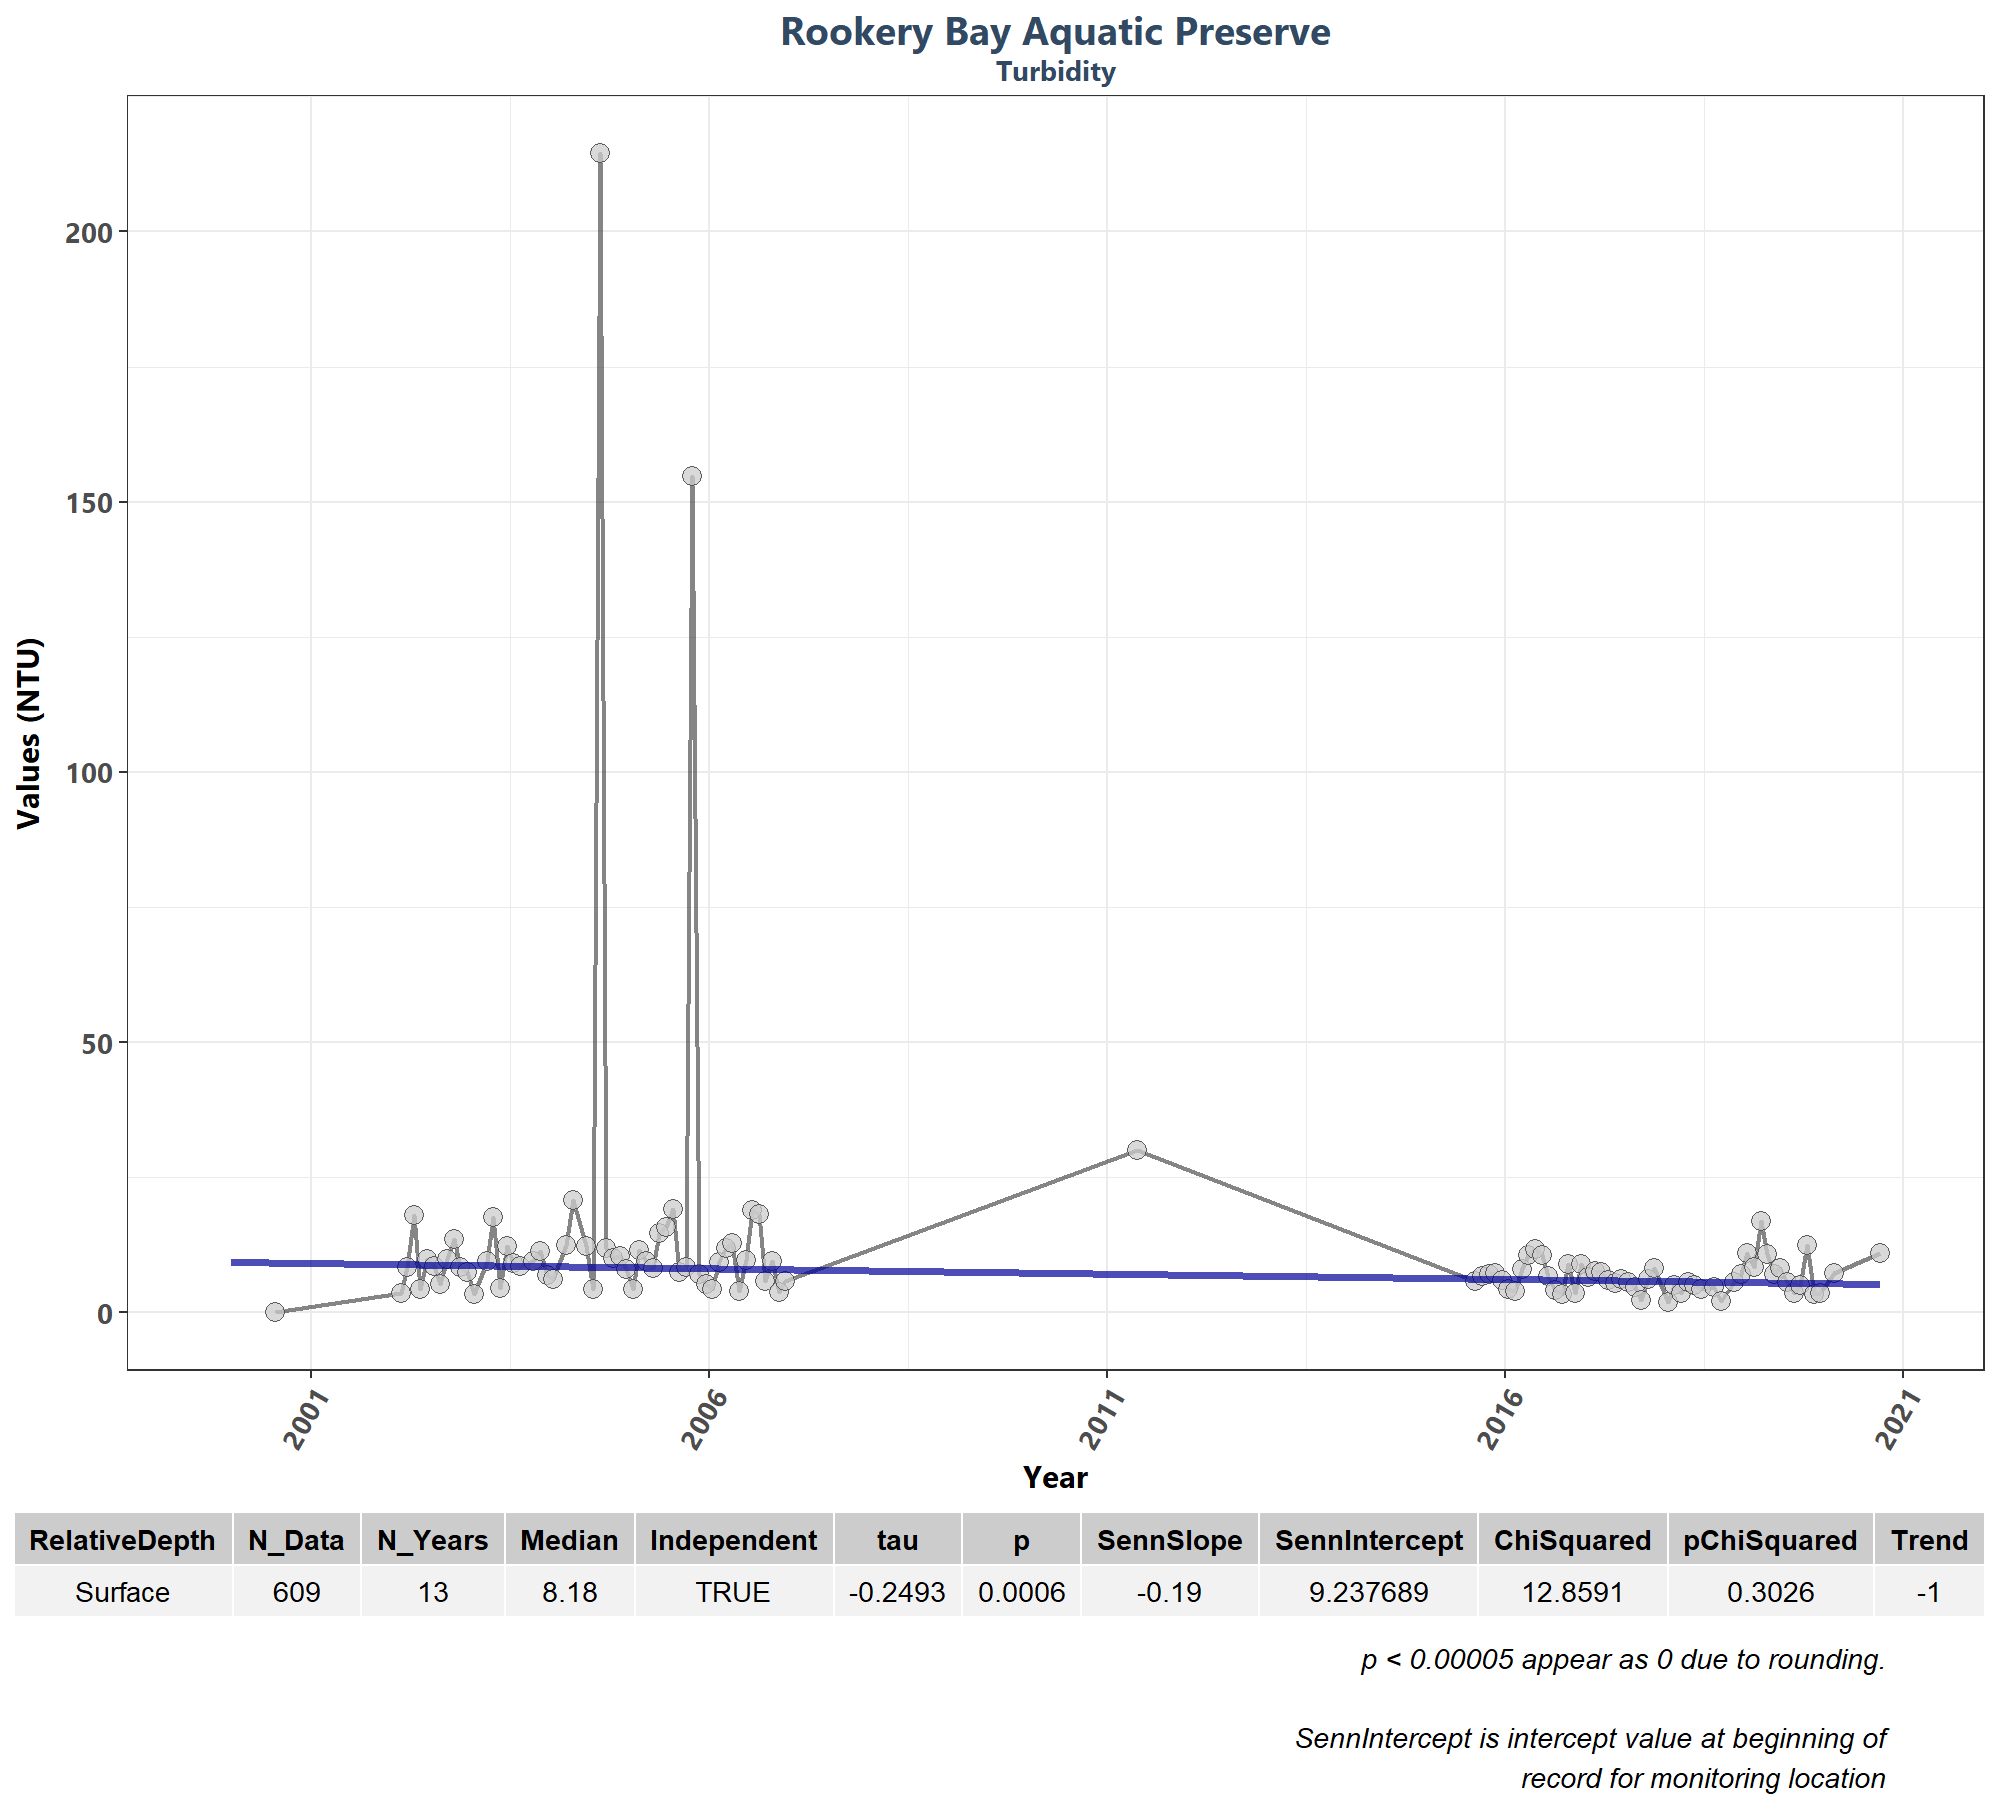 Rookery Bay Aquatic Preserve
Turbidity
Values (NTU)
200
150
100
50
0
2001 2006 2011 2016 2021
Year
RelativeDepth N_Data N_Years Median Independent tau p SennSlope SennIntercept ChiSquared pChiSquared Trend
Surface 609 13 8.18 TRUE -0.2493 0.0006 -0.19 9.237689 12.8591 0.3026 -1
p < 0.00005 appear as 0 due to rounding.
SennIntercept is intercept value at beginning of
record for monitoring location